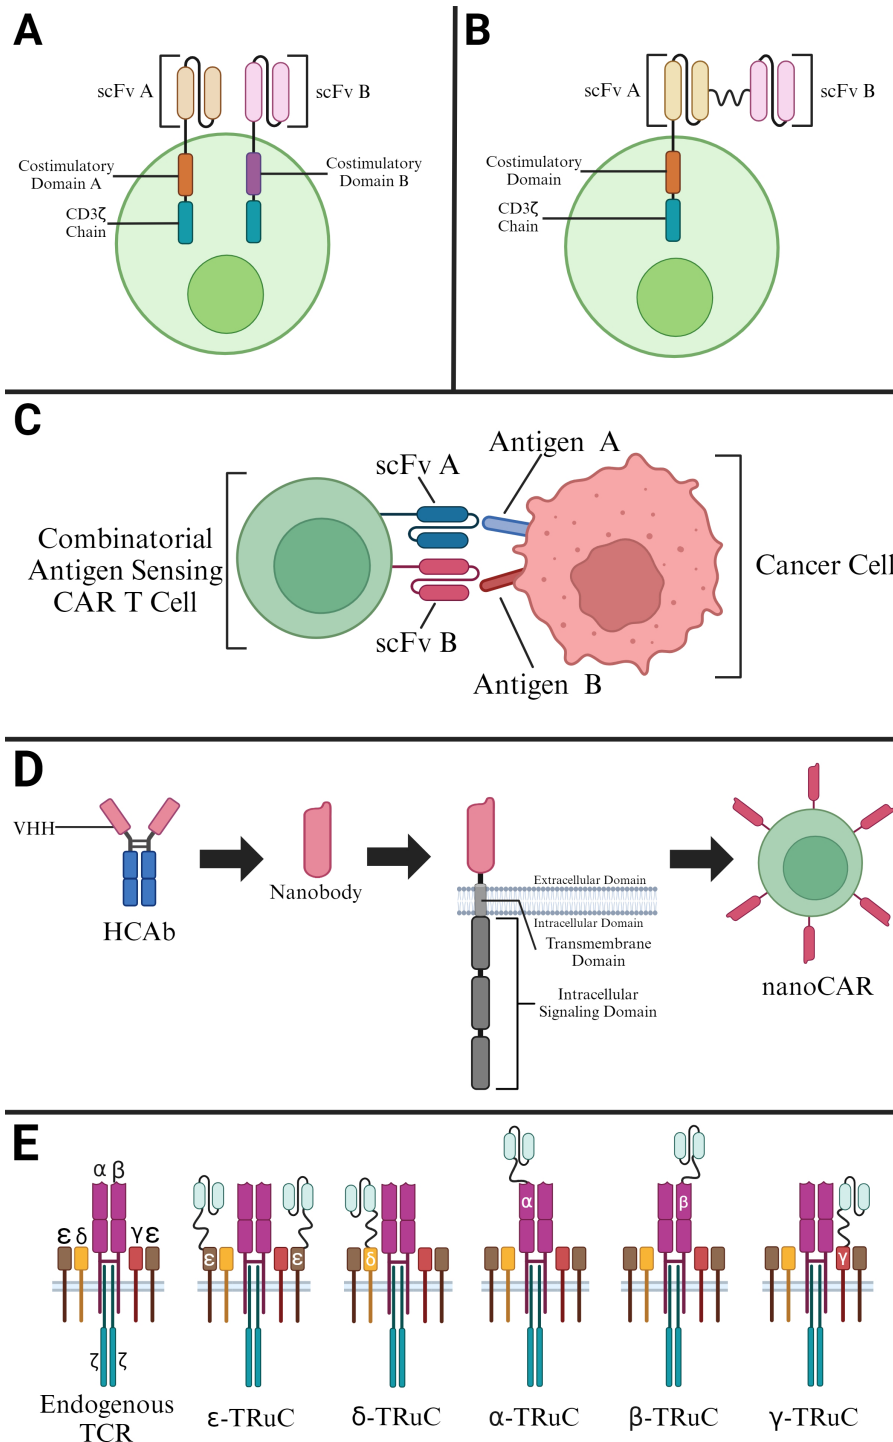 A
scFv A
scFv B
Costimulatory
Domain A
Costimulatory
Domain B
CD3ζ
Chain
B
scFv A
scFv B
Costimulatory
Domain
CD3ζ
Chain
C
Antigen A
scFv A
Combinatorial
Antigen Sensing
CAR T Cell
Cancer Cell
scFv B
Antigen B
D
VHH
HCAb
Nanobody
Extracellular Domain
Intracellular Domain
Transmembrane
Domain
Intracellular
Signaling Domain
nanoCAR
E
α β
ε δ γ ε
ζ ζ
Endogenous
TCR
ε ε
ε-TRuC
δ
δ-TRuC
α
α-TRuC
β
β-TRuC
γ
γ-TRuC